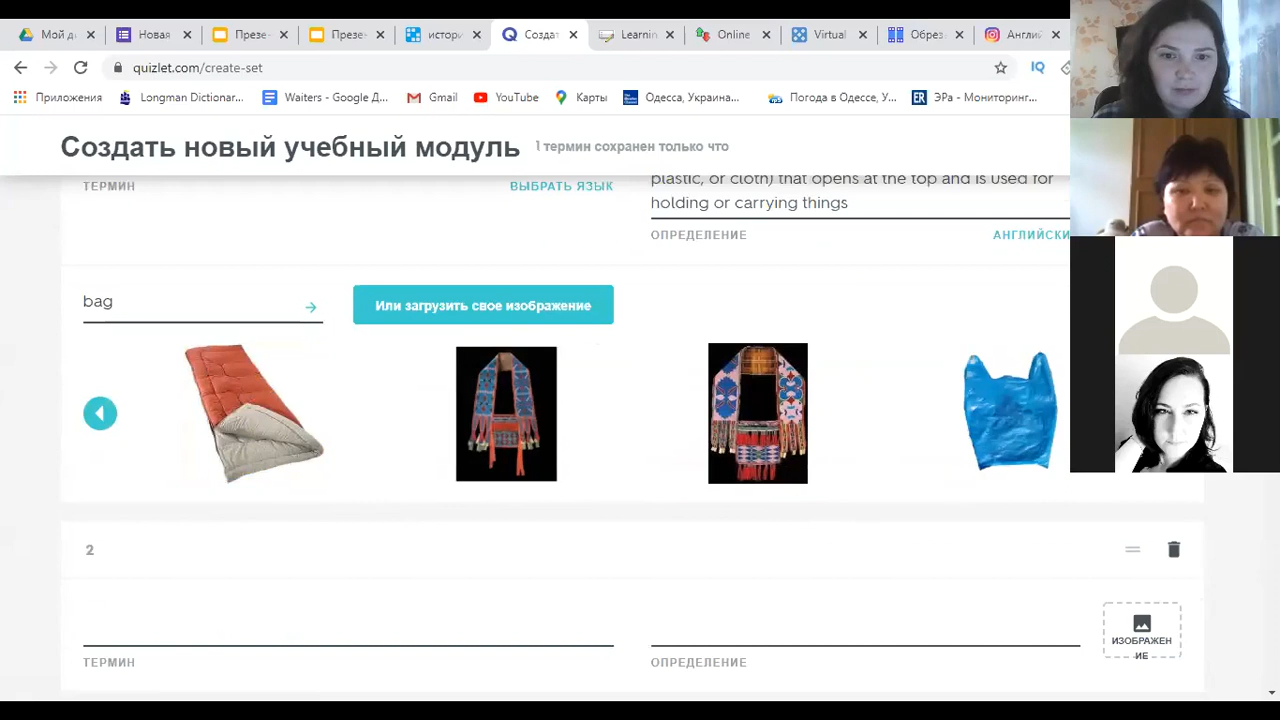 Мой д
Новая
Презе
Презе
истори
Создат
Learnin
Online
Virtual
Обрез
Англи
quizlet.com/create-set
IQ
Приложения
Longman Dictionar...
Waiters - Google Д...
Gmail
YouTube
Карты
Одесса, Украина...
Погода в Одессе, У...
ER
ЭРа - Мониторинг...
Создать новый учебный модуль
1 термин сохранен только что
ТЕРМИН
ВЫБРАТЬ ЯЗЫК
plastic, or cloth) that opens at the top and is used for
holding or carrying things
ОПРЕДЕЛЕНИЕ
АНГЛИЙСКИ
bag
Или загрузить свое изображение
2
ИЗОБРАЖЕН
ИЕ
ТЕРМИН
ОПРЕДЕЛЕНИЕ